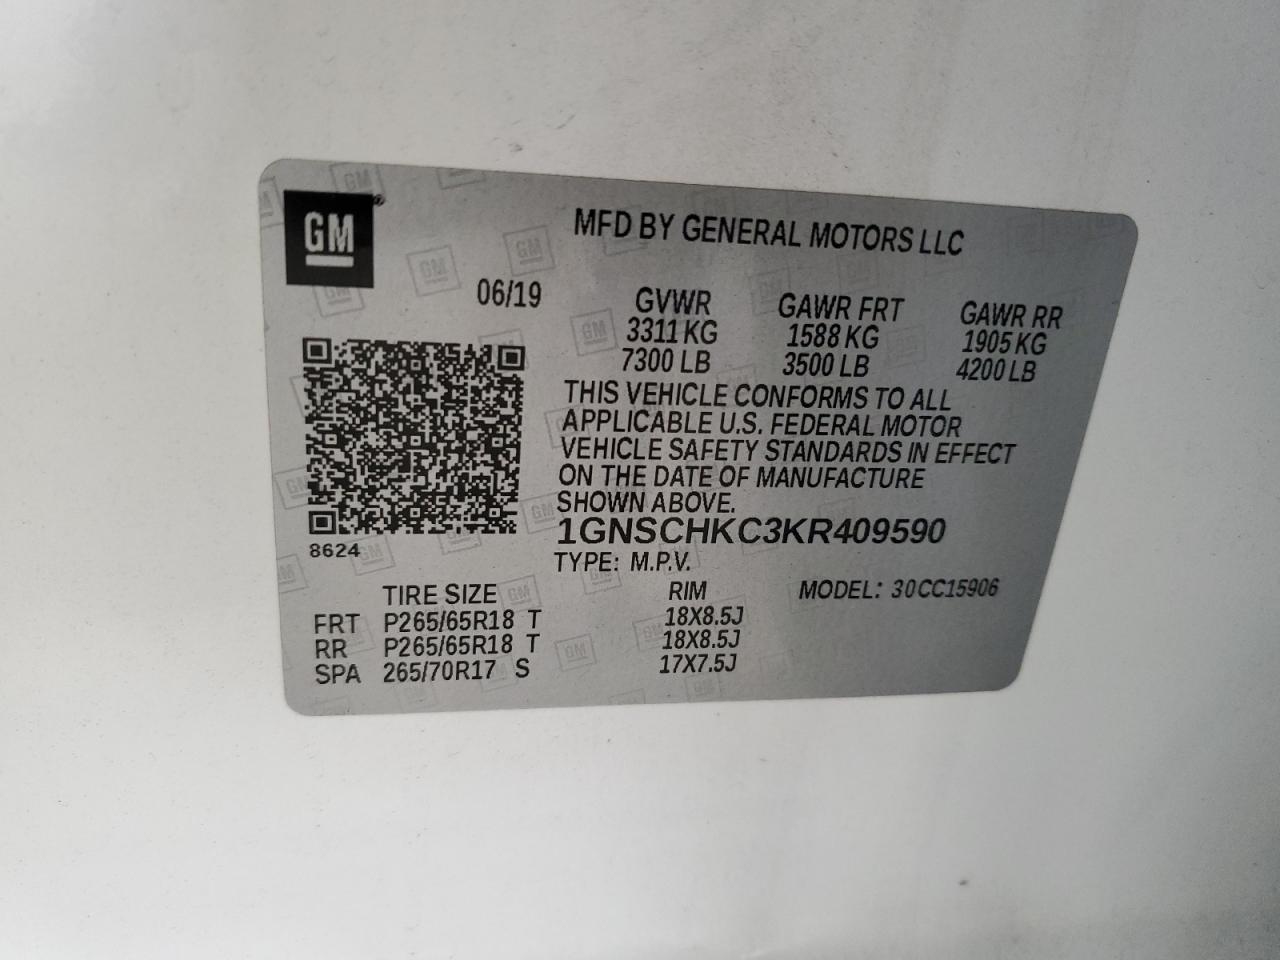 GM
MFD BY GENERAL MOTORS LLC
06/19
GVWR GAWR FRT GAWR RR
3311 KG 1588 KG 1905 KG
7300 LB 3500 LB 4200 LB
THIS VEHICLE CONFORMS TO ALL
APPLICABLE U.S. FEDERAL MOTOR
VEHICLE SAFETY STANDARDS IN EFFECT
ON THE DATE OF MANUFACTURE
SHOWN ABOVE.
1GNSCHKC3KR409590
8624
TYPE: M.P.V.
TIRE SIZE RIM MODEL: 30CC15906
FRT P265/65R18 T 18X8.5J
RR P265/65R18 T 18X8.5J
SPA 265/70R17 S 17X7.5J